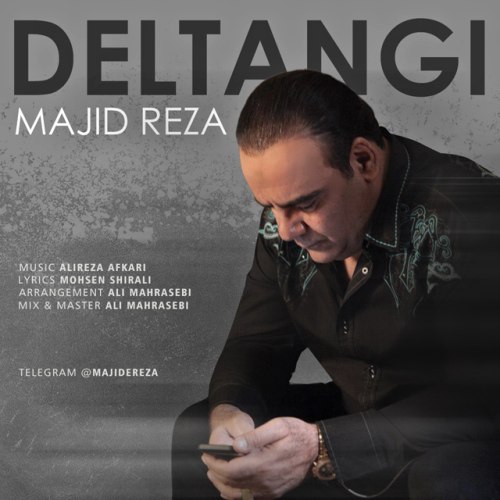 DELTANGI
MAJID REZA
MUSIC ALIREZA AFKARI
LYRICS MOHSEN SHIRALI
ARRANGEMENT ALI MAHRASEBI
MIX & MASTER ALI MAHRASEBI
TELEGRAM @MAJIDEREZA